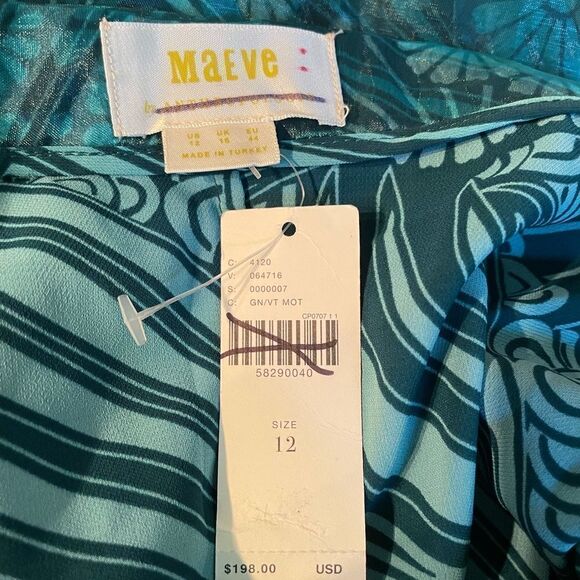 MaEvE
US UK EU
12 16 44
MADE IN TURKEY
C: 4120
V: 064716
S: 0000007
C: GN/VT MOT
CP0707 t 1
58290040
SIZE
12
$198.00 USD